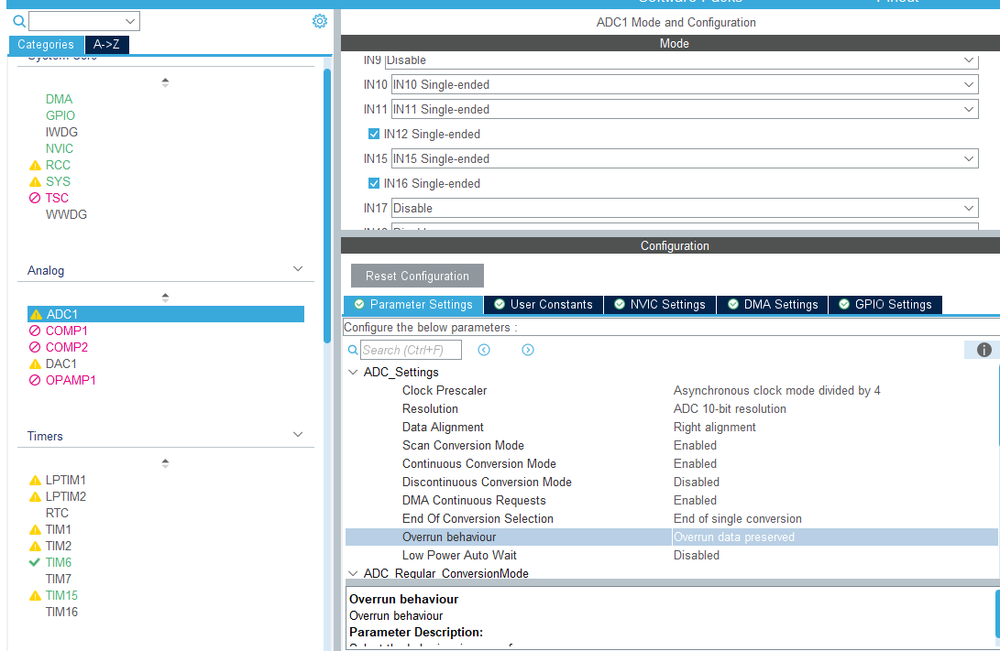 ADC1 Mode and Configuration
Categories A->Z
Mode
DMA
GPIO
IWDG
NVIC
RCC
SYS
TSC
WWDG
Analog
ADC1
COMP1
COMP2
DAC1
OPAMP1
Timers
LPTIM1
LPTIM2
RTC
TIM1
TIM2
TIM6
TIM7
TIM15
TIM16
IN9 Disable
IN10 IN10 Single-ended
IN11 IN11 Single-ended
IN12 Single-ended
IN15 IN15 Single-ended
IN16 Single-ended
IN17 Disable
Configuration
Reset Configuration
Parameter Settings User Constants NVIC Settings DMA Settings GPIO Settings
Configure the below parameters :
Search (Ctrl+F)
ADC_Settings
Clock Prescaler Asynchronous clock mode divided by 4
Resolution ADC 10-bit resolution
Data Alignment Right alignment
Scan Conversion Mode Enabled
Continuous Conversion Mode Enabled
Discontinuous Conversion Mode Disabled
DMA Continuous Requests Enabled
End Of Conversion Selection End of single conversion
Overrun behaviour Overrun data preserved
Low Power Auto Wait Disabled
ADC_Regular_ConversionMode
Overrun behaviour
Overrun behaviour
Parameter Description: